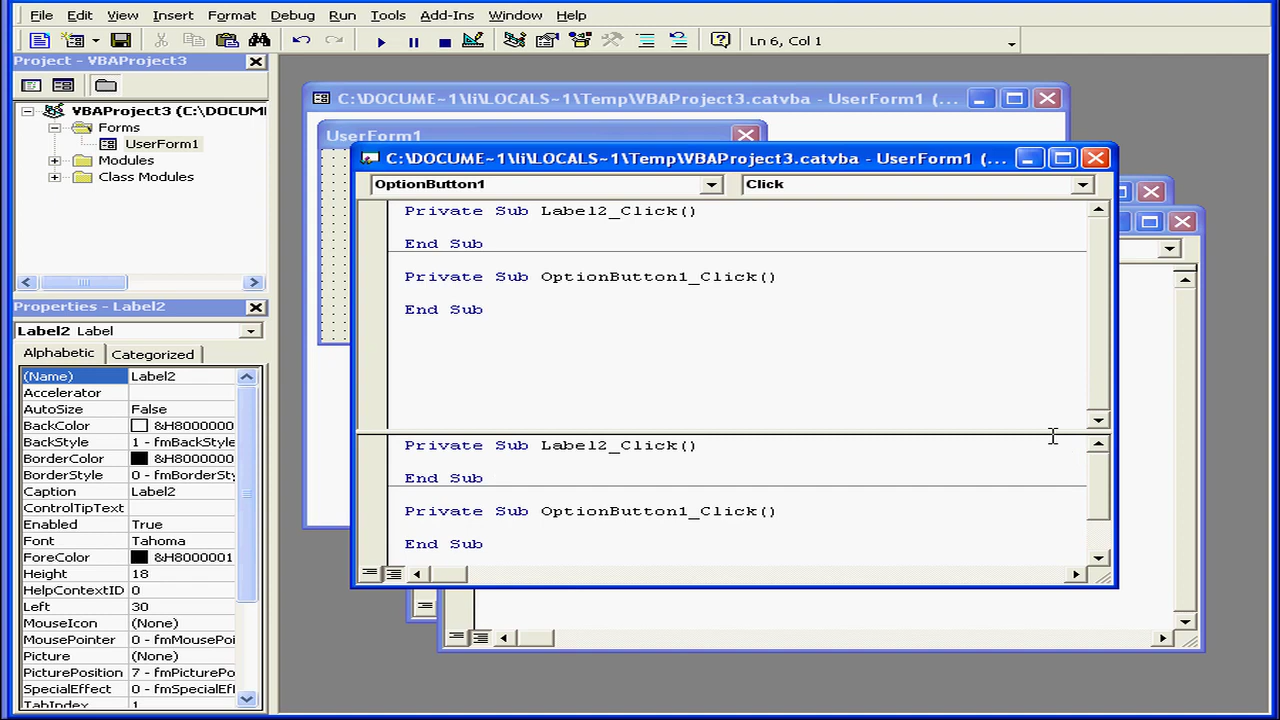 File Edit View Insert Format Debug Run Tools Add-Ins Window Help
Ln 6, Col 1
Project - VBAProject3
VBAProject3 (C:\DOCUM
Forms
UserForm1
Modules
Class Modules
Properties - Label2
Label2 Label
Alphabetic Categorized
(Name) Label2
Accelerator
AutoSize False
BackColor &H8000000
BackStyle 1 - fmBackStyle
BorderColor &H8000000
BorderStyle 0 - fmBorderSty
Caption Label2
ControlTipText
Enabled True
Font Tahoma
ForeColor &H8000001
Height 18
HelpContextID 0
Left 30
MouseIcon (None)
MousePointer 0 - fmMousePoi
Picture (None)
PicturePosition 7 - fmPicturePo
SpecialEffect 0 - fmSpecialEff
TabIndex 1
C:\DOCUME~1\li\LOCALS~1\Temp\VBAProject3.catvba - UserForm1 (...
UserForm1
C:\DOCUME~1\li\LOCALS~1\Temp\VBAProject3.catvba - UserForm1 (...
OptionButton1 Click
Private Sub Label2_Click()
End Sub
Private Sub OptionButton1_Click()
End Sub
Private Sub Label2_Click()
End Sub
Private Sub OptionButton1_Click()
End Sub